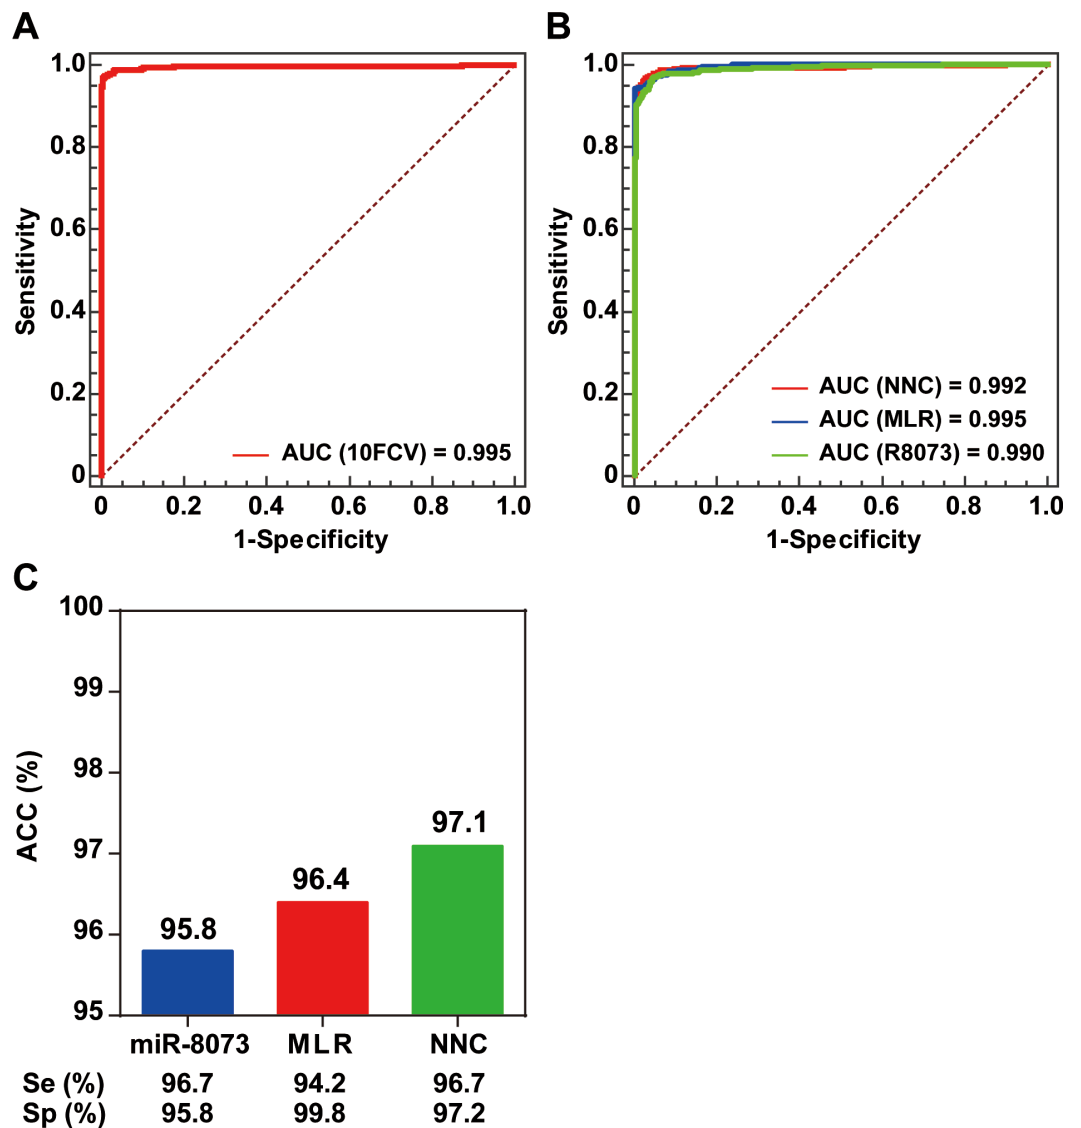 A
1.0
0.8
0.6
0.4
0.2
0
Sensitivity
AUC (10FCV) = 0.995
0 0.2 0.4 0.6 0.8 1.0
1-Specificity
B
1.0
0.8
0.6
0.4
0.2
0
Sensitivity
AUC (NNC) = 0.992
AUC (MLR) = 0.995
AUC (R8073) = 0.990
0 0.2 0.4 0.6 0.8 1.0
1-Specificity
C
100
99
98
97
96
95
ACC (%)
95.8
96.4
97.1
miR-8073 MLR NNC
Se (%) 96.7 94.2 96.7
Sp (%) 95.8 99.8 97.2